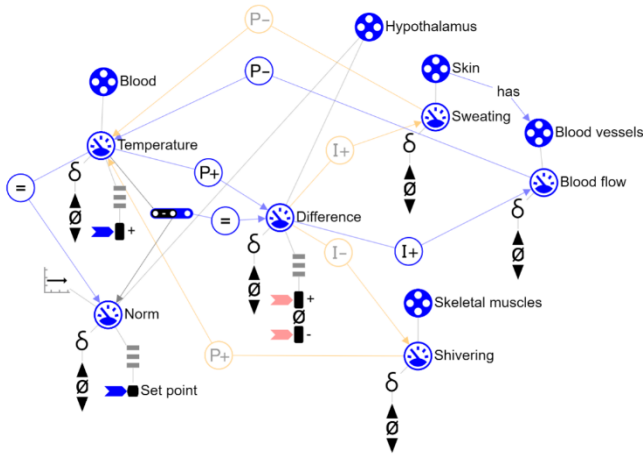 P-
Hypothalamus
P-
Skin
Blood
has
Sweating
Blood vessels
Temperature
I+
δ
δ
=
P+
Blood flow
δ
Ø
Ø
=
Difference
Ø
+
δ
I-
I+
Ø
+
Skeletal muscles
Norm
Ø
-
δ
P+
Shivering
δ
Ø
Set point
Ø